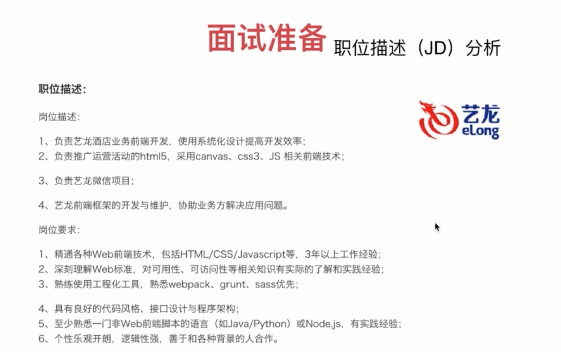 面试准备 职位描述（JD）分析
职位描述：
岗位描述：
艺龙
eLong
1、负责艺龙酒店业务前端开发，使用系统化设计提高开发效率；
2、负责推广运营活动的html5，采用canvas、css3、JS 相关前端技术；
3、负责艺龙微信项目；
4、艺龙前端框架的开发与维护，协助业务方解决应用问题。
岗位要求：
1、精通各种Web前端技术，包括HTML/CSS/Javascript等，3年以上工作经验；
2、深刻理解Web标准，对可用性、可访问性等相关知识有实际的了解和实践经验；
3、熟练使用工程化工具，熟悉webpack、grunt、sass优先；
4、具有良好的代码风格、接口设计与程序架构；
5、至少熟悉一门非Web前端脚本的语言（如Java/Python）或Node.js、有实践经验；
6、个性乐观开朗，逻辑性强，善于和各种背景的人合作。